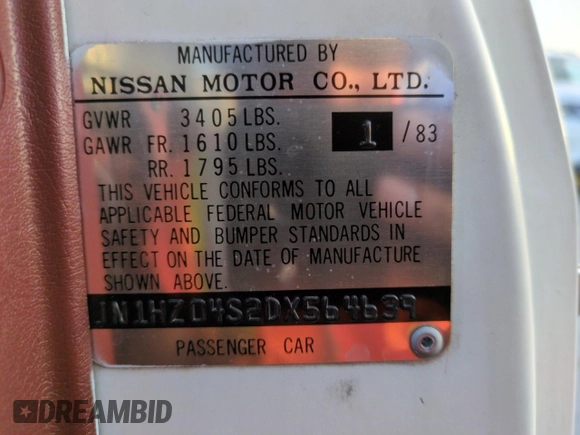 MANUFACTURED BY
NISSAN MOTOR CO., LTD.
GVWR 3405 LBS. 1 / 83
GAWR FR. 1610 LBS.
RR. 1795 LBS.
THIS VEHICLE CONFORMS TO ALL
APPLICABLE FEDERAL MOTOR VEHICLE
SAFETY AND BUMPER STANDARDS IN
EFFECT ON THE DATE OF MANUFACTURE
SHOWN ABOVE.
JN1HZ04S2DX564639
PASSENGER CAR
DREAMBID